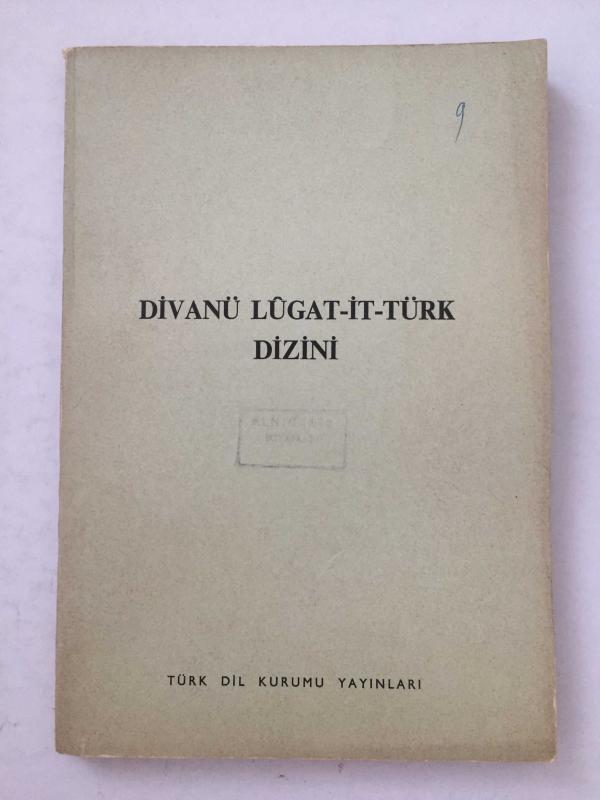 9
DİVANÜ LÛGAT-İT-TÜRK
DİZİNİ
TÜRK DİL KURUMU YAYINLARI